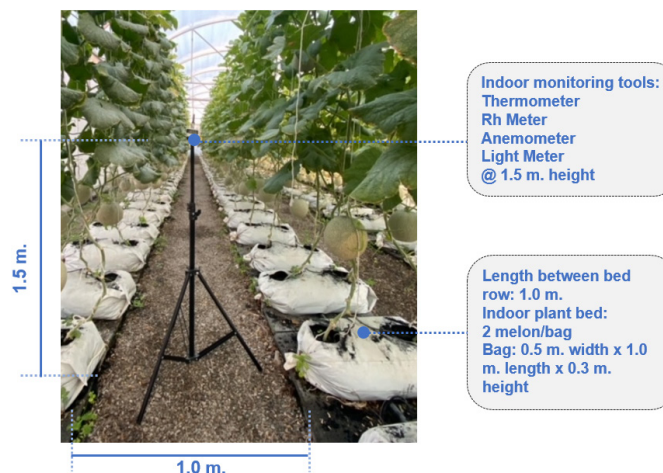 Indoor monitoring tools:
Thermometer
Rh Meter
Anemometer
Light Meter
@ 1.5 m. height
1.5 m.
Length between bed
row: 1.0 m.
Indoor plant bed:
2 melon/bag
Bag: 0.5 m. width x 1.0
m. length x 0.3 m.
height
1.0 m.